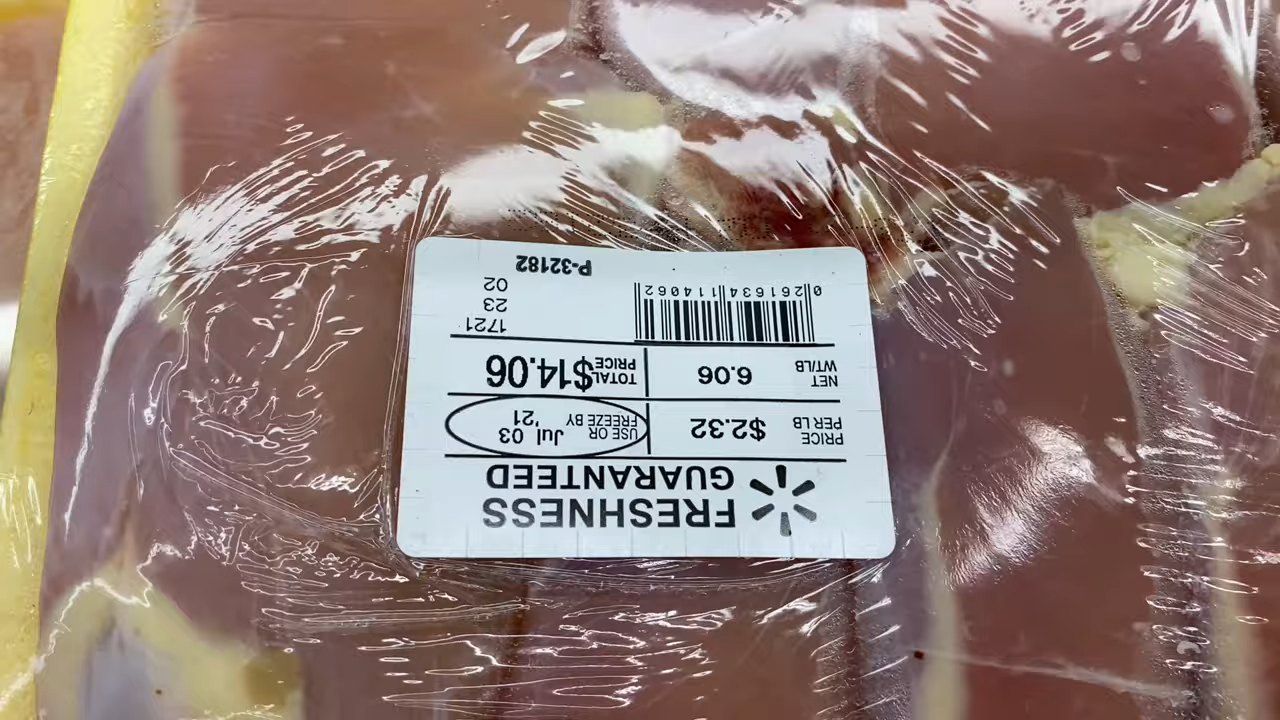 FRESHNESS
GUARANTEED
PRICE
PER LB
$2.32
USE OR
FREEZE BY
Jul 03
'21
NET
WT/LB
6.06
TOTAL
PRICE
$14.06
0 261634 114062
1721
23
02
P-32182